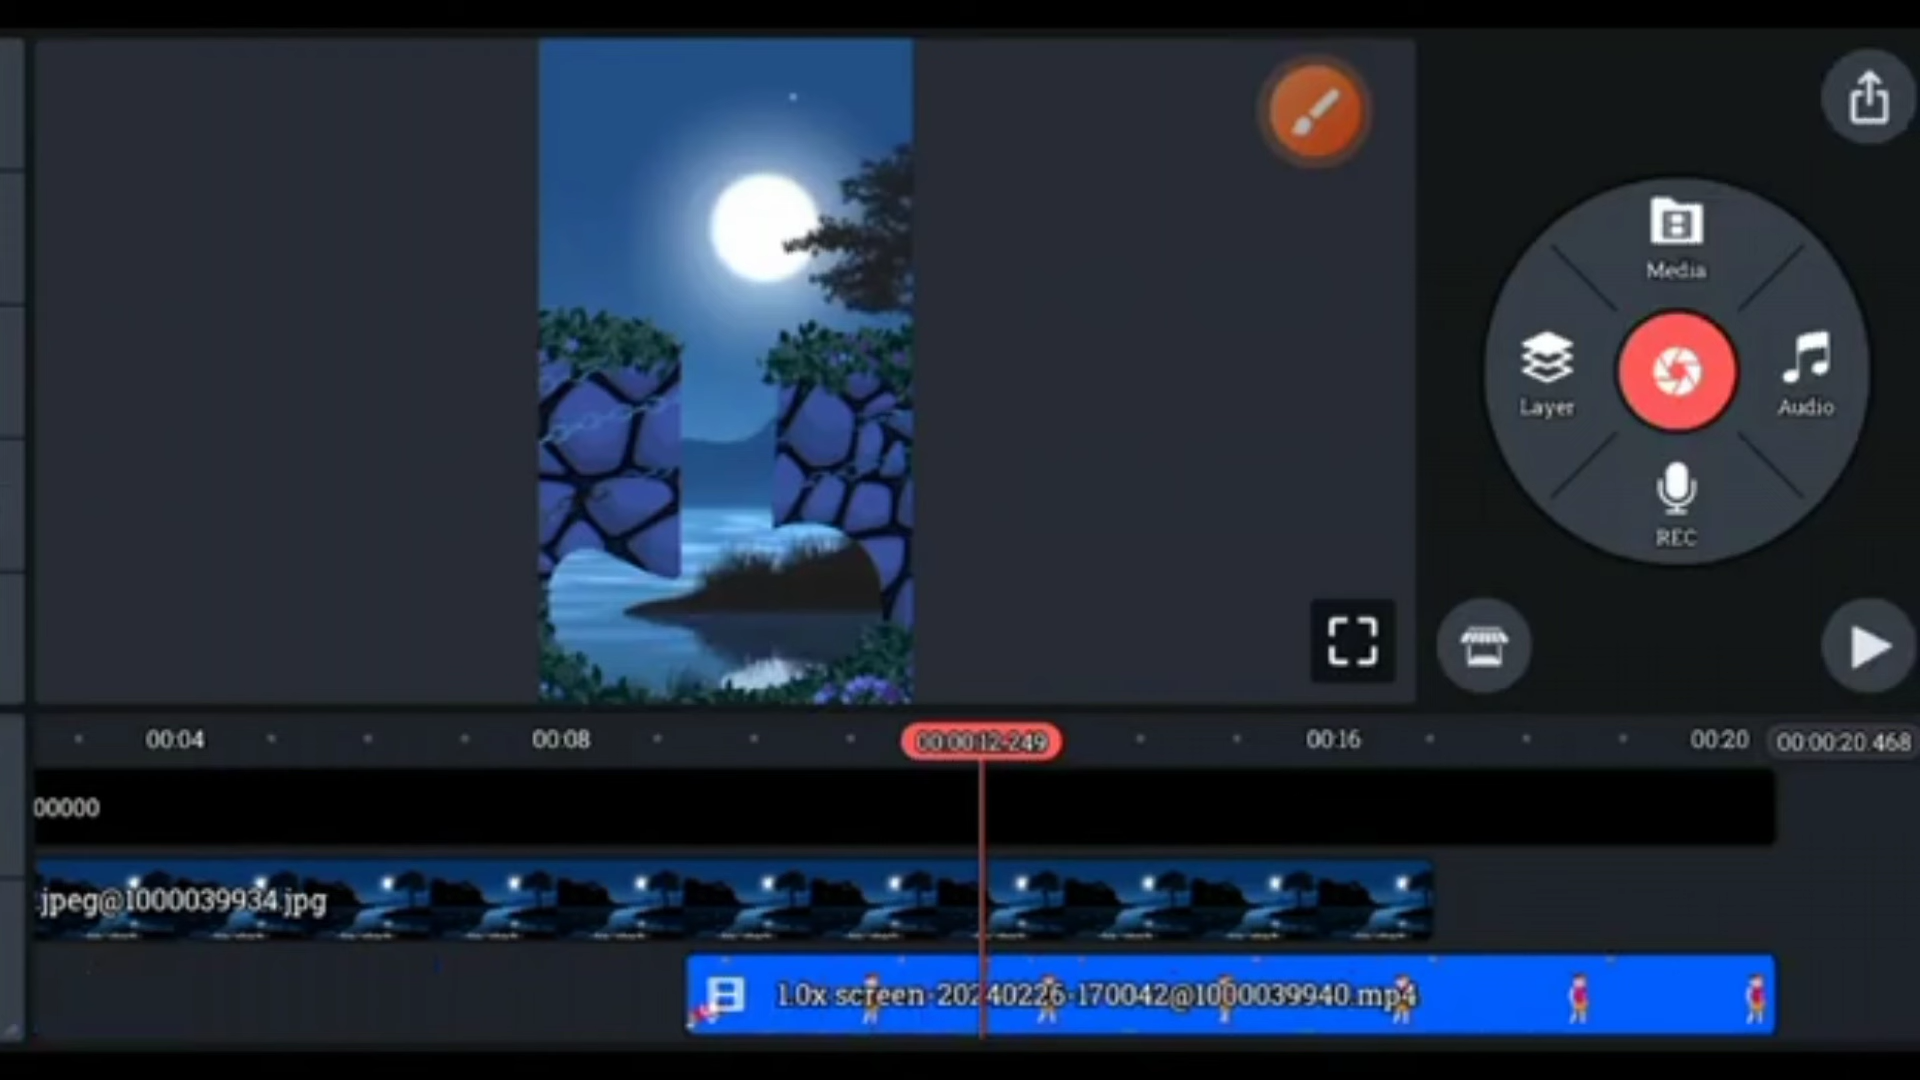 Media
Layer
Audio
REC
00:04
00:08
00:00:12.249
00:16
00:20
00:00:20.468
00000
.jpeg@1000039934.jpg
1.0x screen-20240226-170042@1000039940.mp4